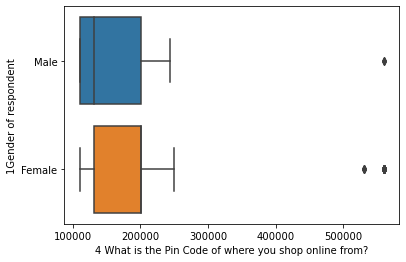 1Gender of respondent
Male
Female
100000 200000 300000 400000 500000
4 What is the Pin Code of where you shop online from?